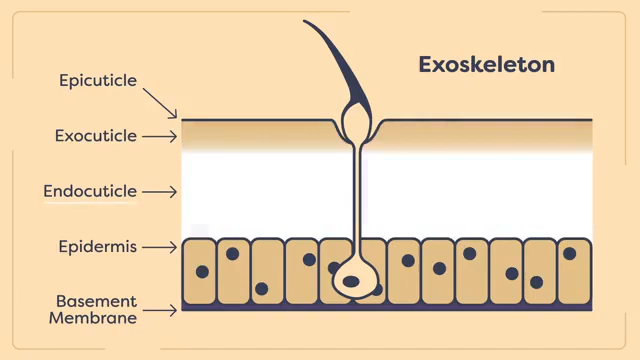 Exoskeleton
Epicuticle
Exocuticle
Endocuticle
Epidermis
Basement
Membrane